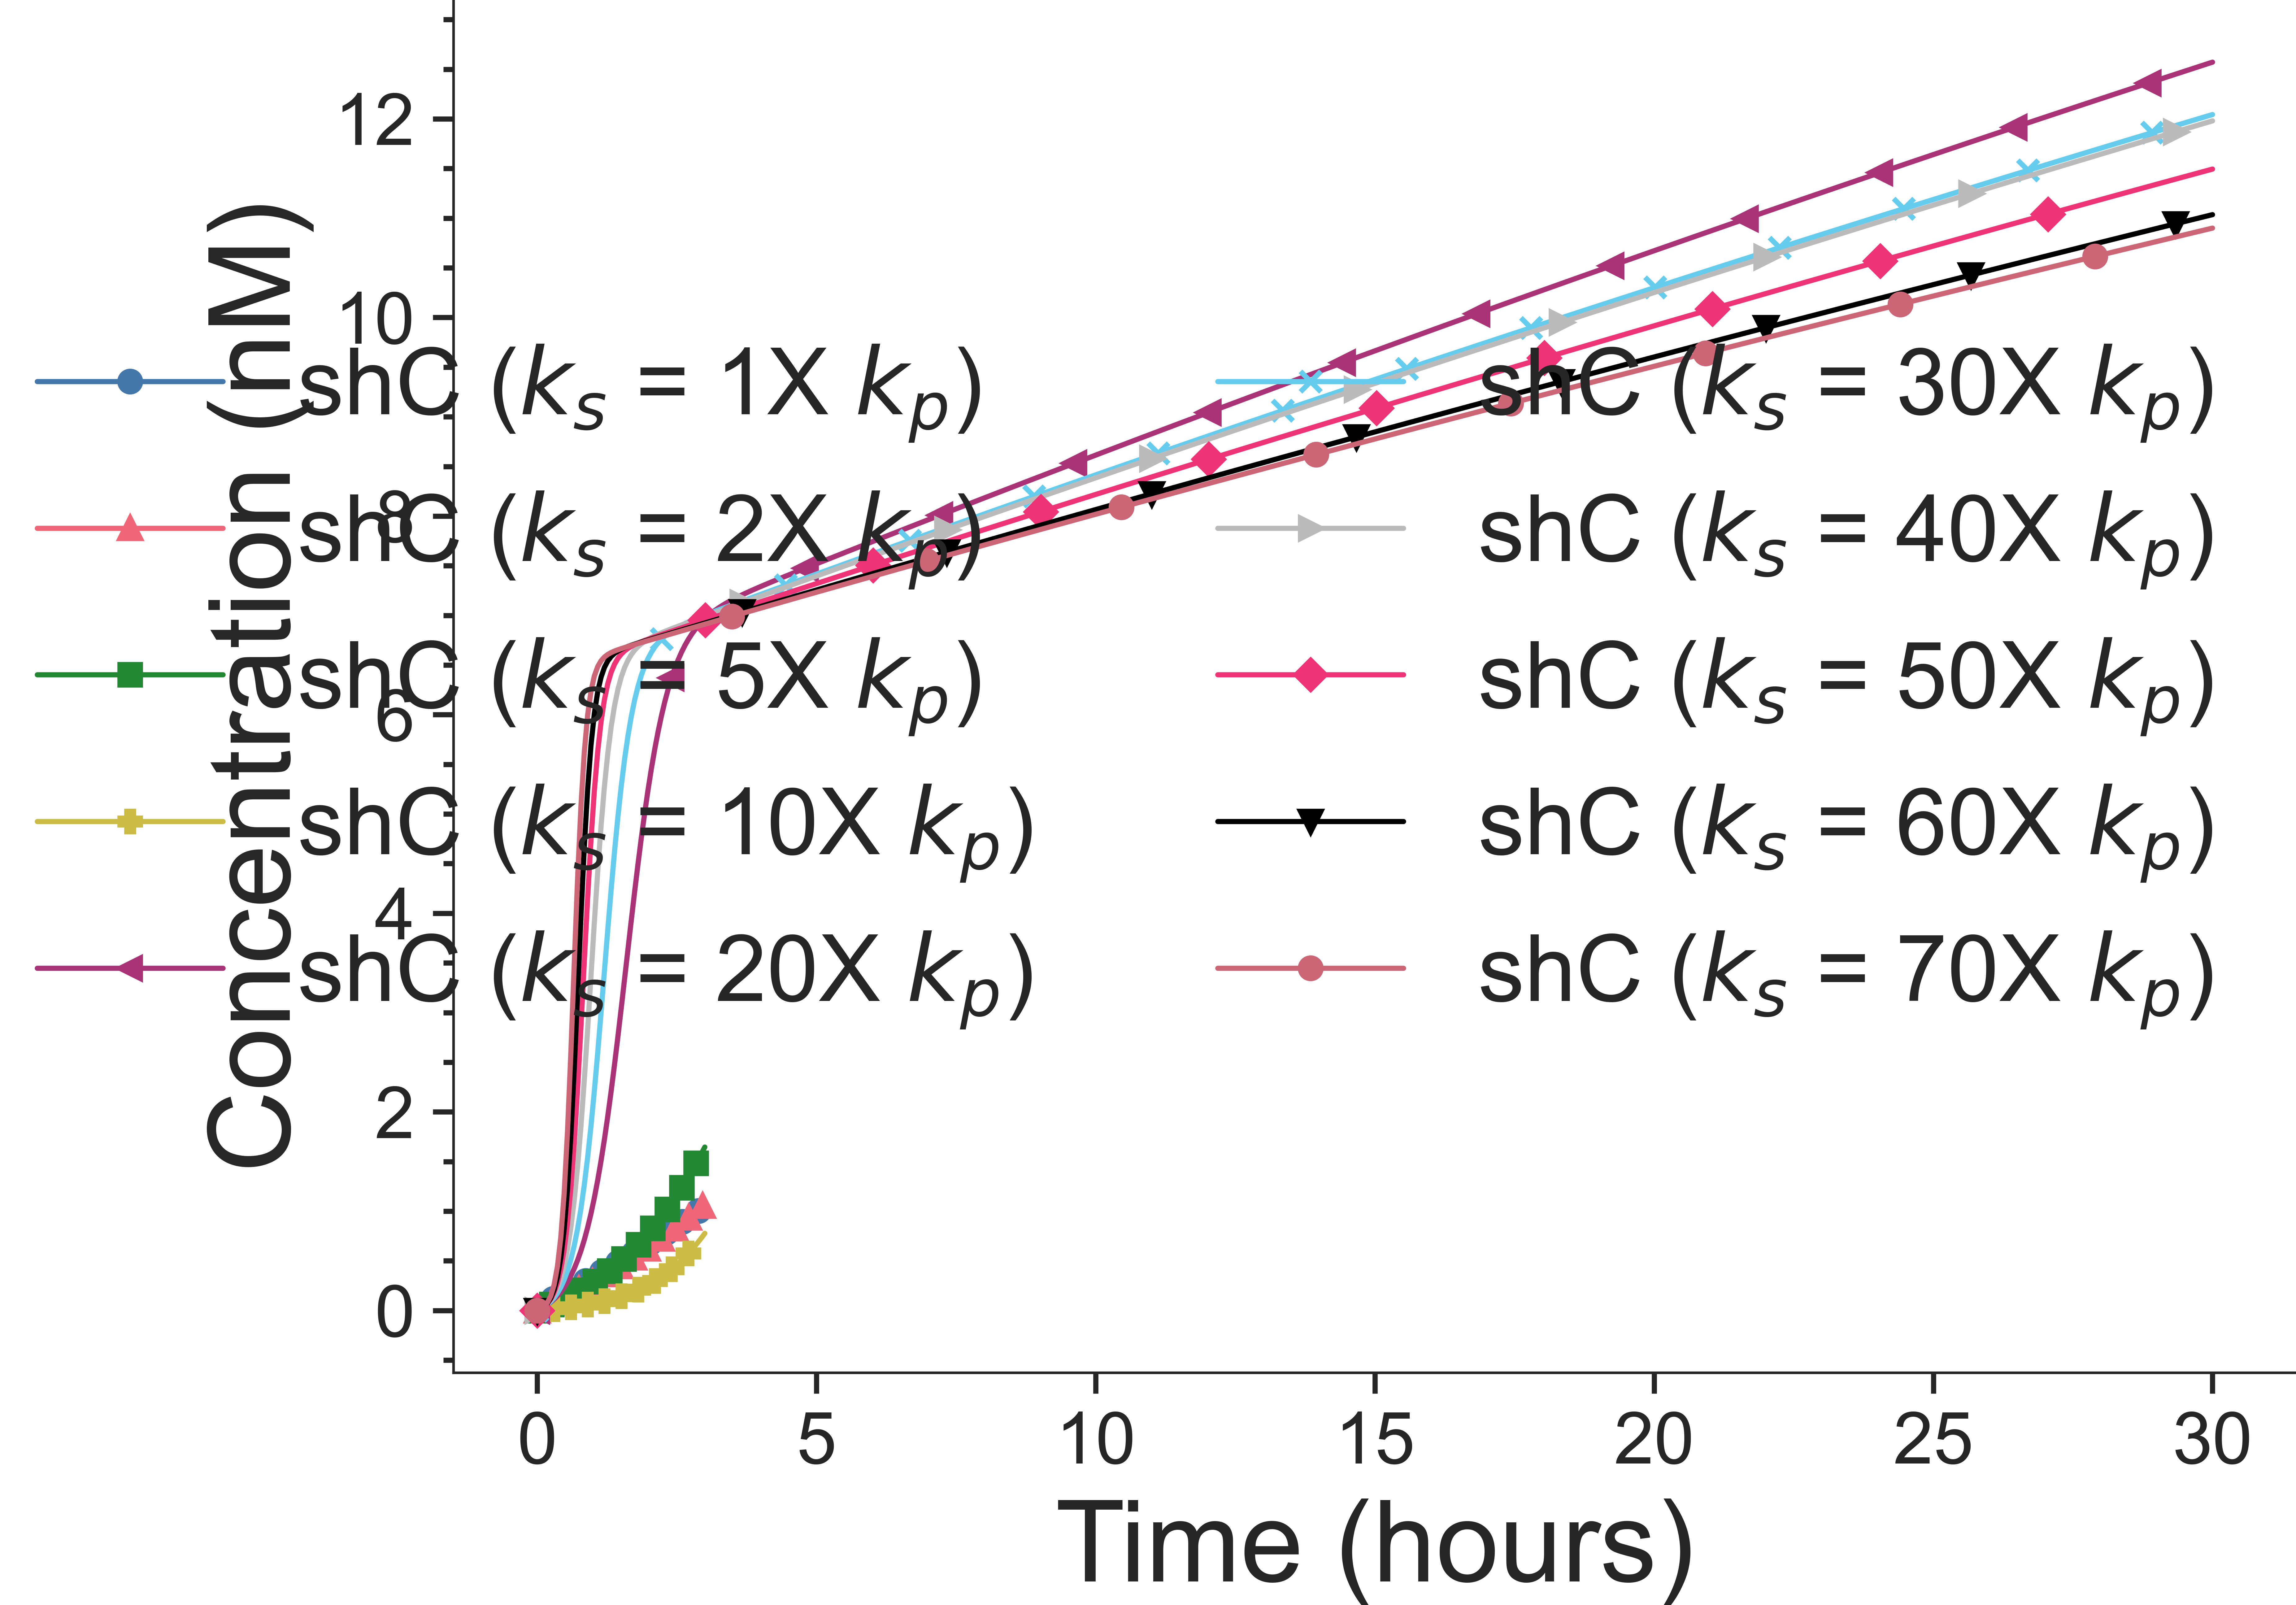 Concentration (nM)
12
10
8
6
4
2
0
shC (kₛ = 1X kₚ)
shC (kₛ = 2X kₚ)
shC (kₛ = 5X kₚ)
shC (kₛ = 10X kₚ)
shC (kₛ = 20X kₚ)
shC (kₛ = 30X kₚ)
shC (kₛ = 40X kₚ)
shC (kₛ = 50X kₚ)
shC (kₛ = 60X kₚ)
shC (kₛ = 70X kₚ)
0 5 10 15 20 25 30
Time (hours)